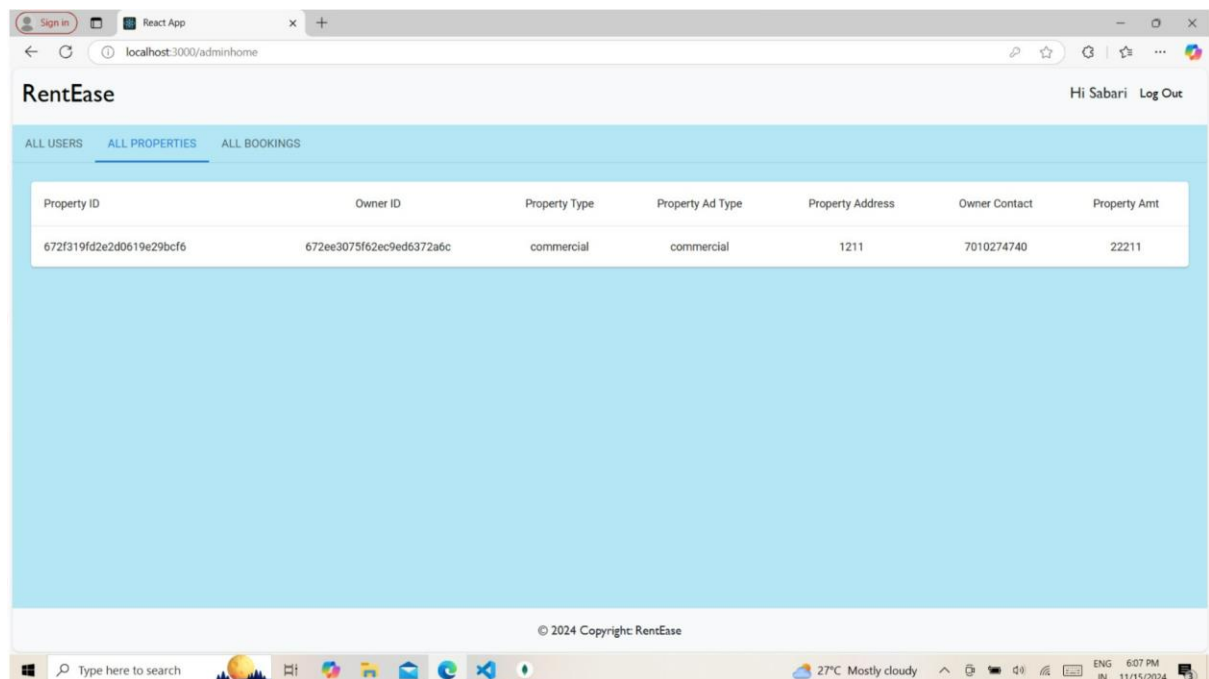 Sign in React App
localhost:3000/adminhome
RentEase Hi Sabari Log Out
ALL USERS ALL PROPERTIES ALL BOOKINGS
Property ID Owner ID Property Type Property Ad Type Property Address Owner Contact Property Amt
672f319fd2e2d0619e29bcf6 672ee3075f62ec9ed6372a6c commercial commercial 1211 7010274740 22211
© 2024 Copyright: RentEase
Type here to search 27°C Mostly cloudy ENG 6:07 PM
IN 11/15/2024